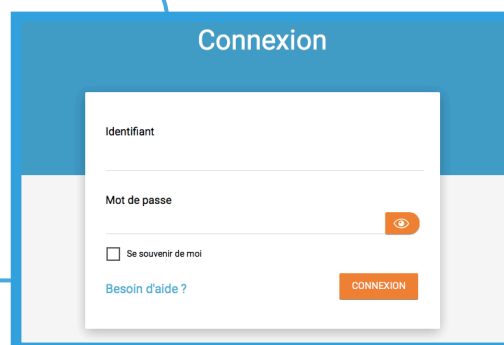 Connexion
Identifiant
Mot de passe
Se souvenir de moi
Besoin d'aide ?
CONNEXION